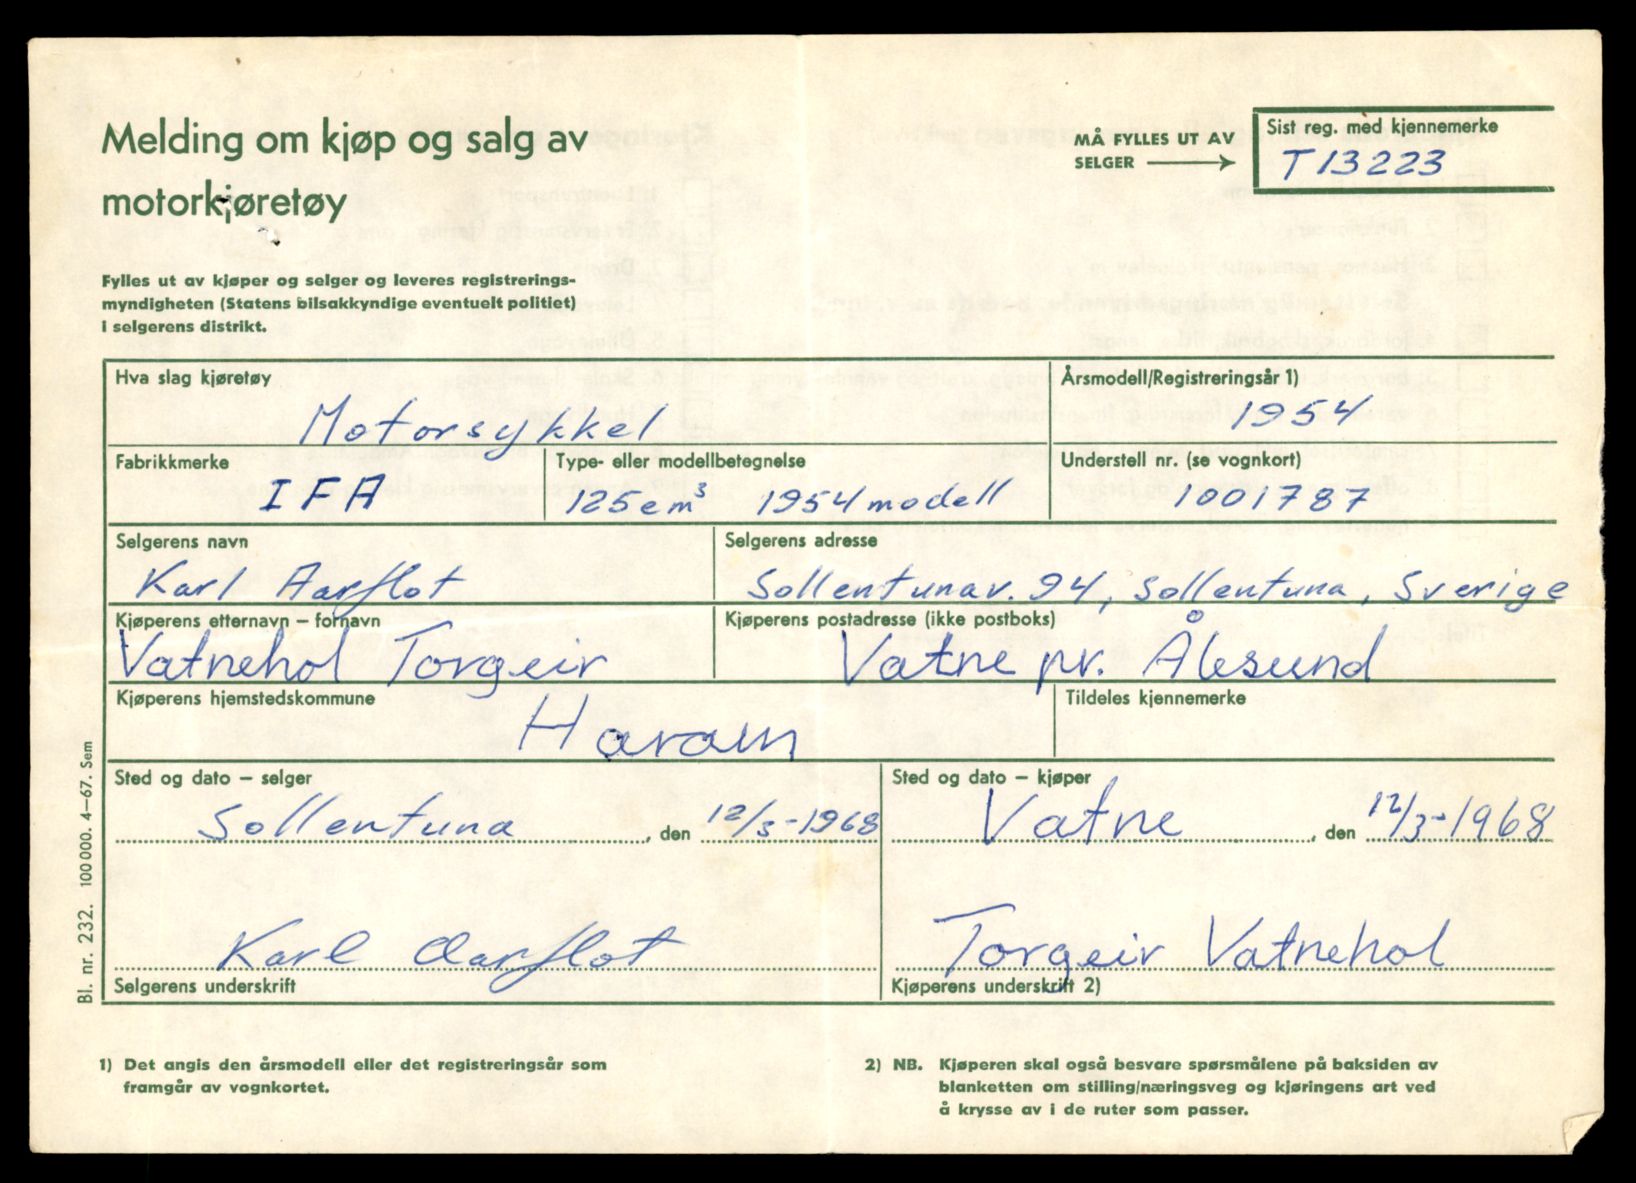 Melding om kjøp og salg av
motorkjøretøy
MÅ FYLLES UT AV
SELGER
Sist reg. med kjennemerke
T 13223
Fylles ut av kjøper og selger og leveres registrerings-
myndigheten (Statens bilsakkyndige eventuelt politiet)
i selgerens distrikt.
Hva slag kjøretøy
Motorsykkel
Årsmodell/Registreringsår 1)
1954
Fabrikkmerke
IFA
Type- eller modellbetegnelse
125cm³ 1954 modell
Understell nr. (se vognkort)
1001787
Selgerens navn
Karl Aarflot
Selgerens adresse
Sollentunav. 94, Sollentuna, Sverige
Kjøperens etternavn – fornavn
Vatnehol Torgeir
Kjøperens postadresse (ikke postboks)
Vatne pr. Ålesund
Kjøperens hjemstedskommune
Haram
Tildeles kjennemerke
Sted og dato – selger
Sollentuna, den 12/3-1968
Sted og dato – kjøper
Vatne, den 12/3-1968
Karl Aarflot
Selgerens underskrift
Torgeir Vatnehol
Kjøperens underskrift 2)
Bl. nr. 232. 100 000. 4–67. Sem
1) Det angis den årsmodell eller det registreringsår som
framgår av vognkortet.
2) NB. Kjøperen skal også besvare spørsmålene på baksiden av
blanketten om stilling/næringsveg og kjøringens art ved
å krysse av i de ruter som passer.